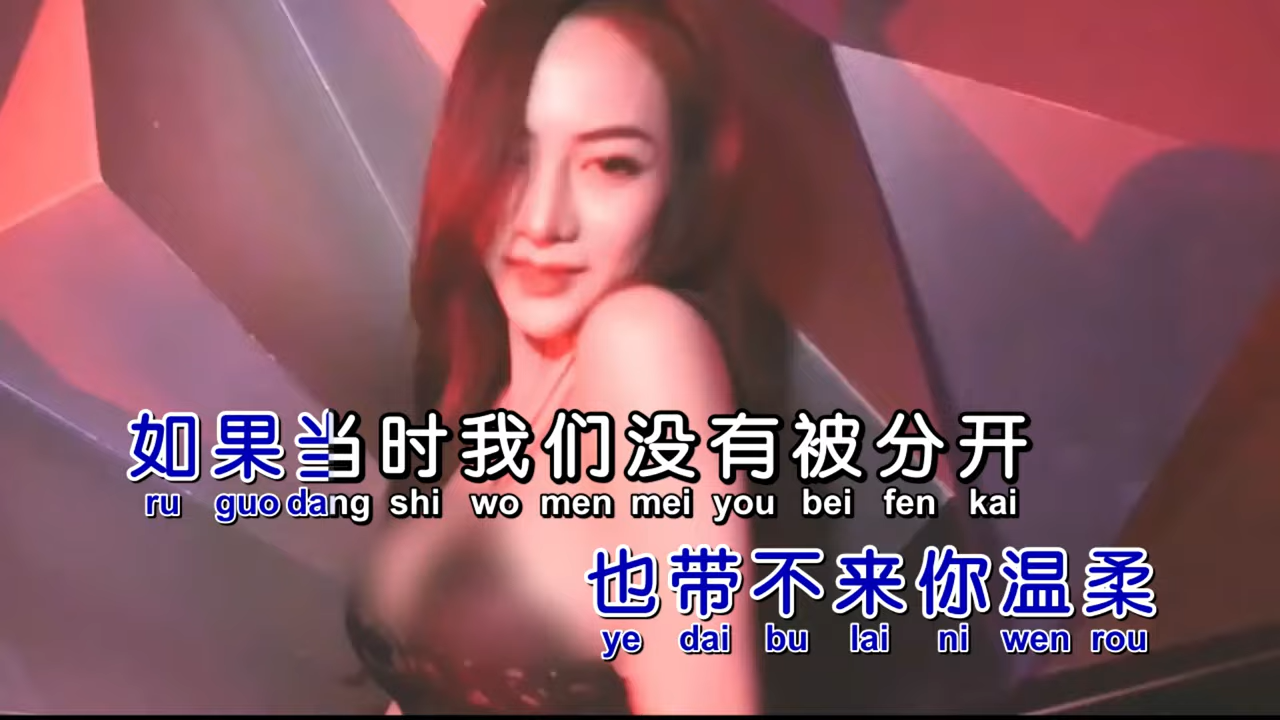 如果当时我们没有被分开
ru guo dang shi wo men mei you bei fen kai
也带不来你温柔
ye dai bu lai ni wen rou